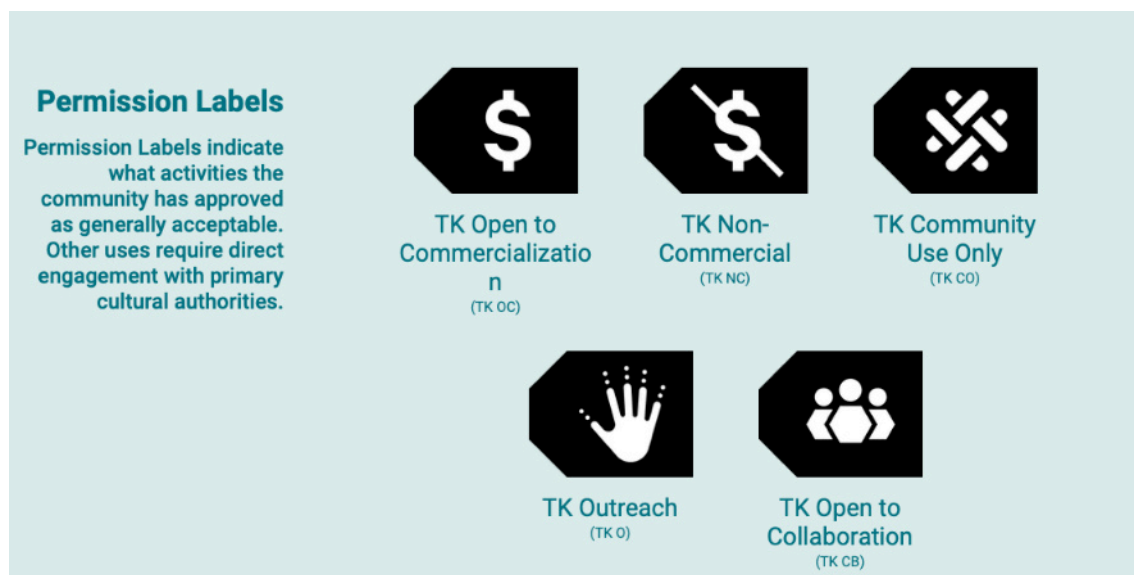 Permission Labels
Permission Labels indicate
what activities the
community has approved
as generally acceptable.
Other uses require direct
engagement with primary
cultural authorities.
$
$
TK Open to
Commercializatio
n
(TK OC)
TK Non-
Commercial
(TK NC)
TK Community
Use Only
(TK CO)
TK Outreach
(TK O)
TK Open to
Collaboration
(TK CB)